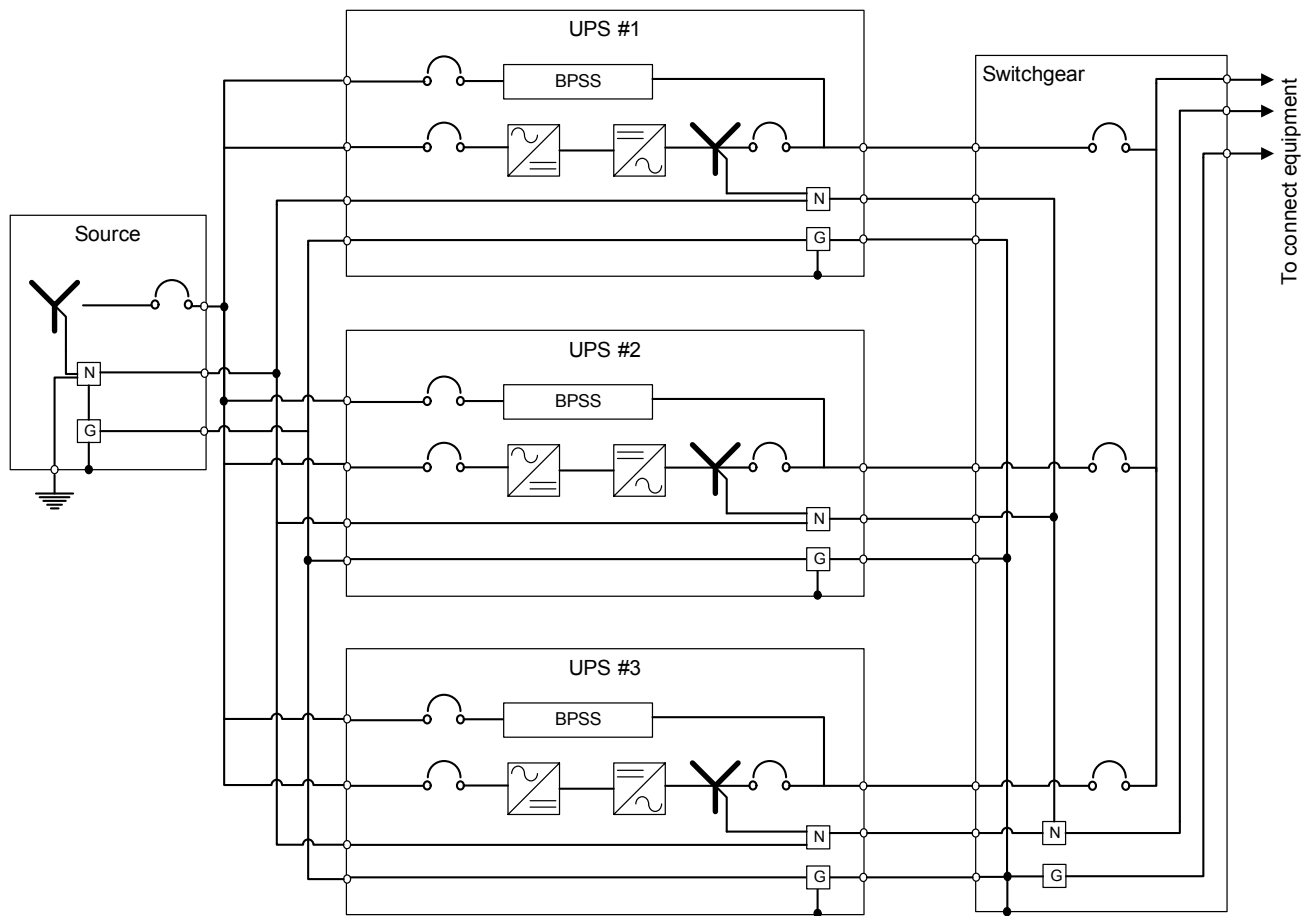 UPS #1
BPSS
N
G
Source
N
G
UPS #2
BPSS
N
G
UPS #3
BPSS
N
G
Switchgear
N
G
To connect equipment